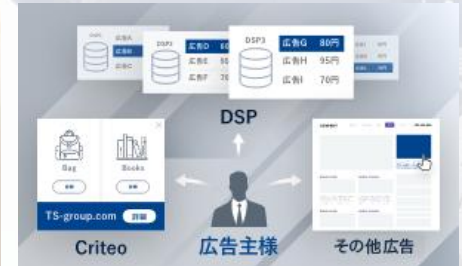 広告A
広告B
広告C
DSP2
広告D 60
広告E
広告F
DSP3
広告G 80円
広告H 95円
広告I 70円
DSP
Bag
Books
TS-group.com 詳細
Criteo
広告主様
その他広告